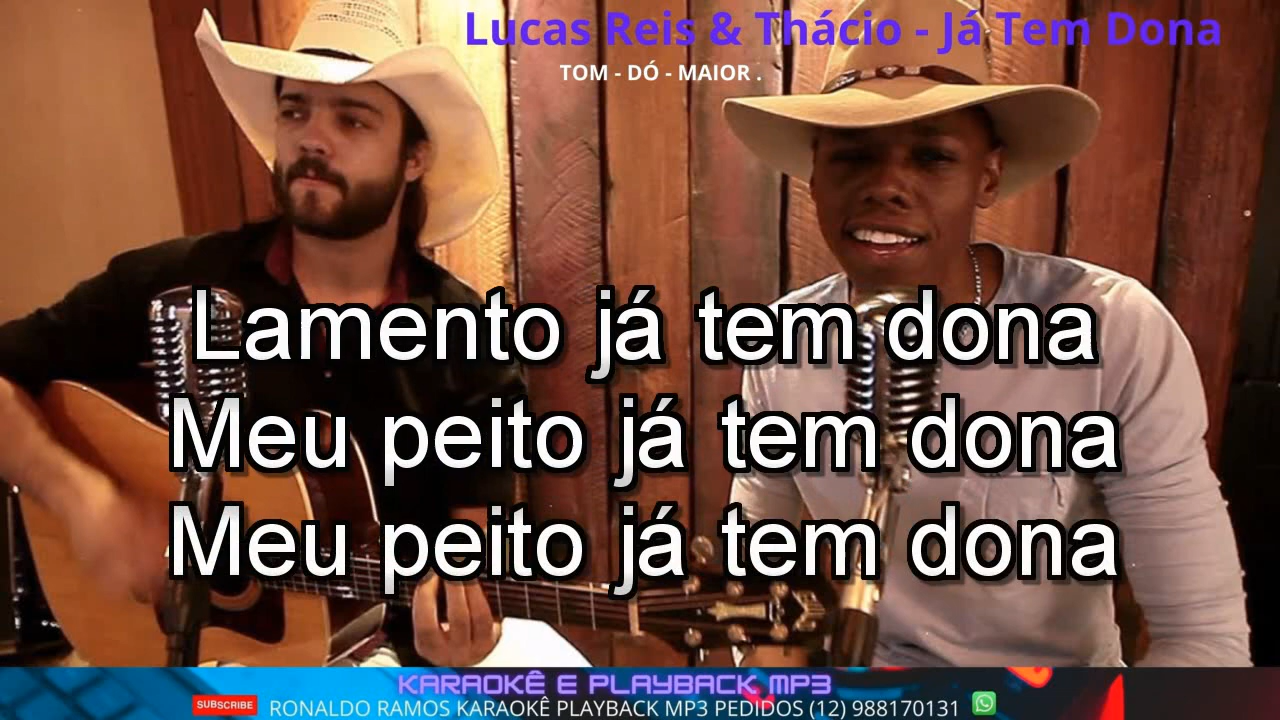 Lucas Reis & Thácio - Já Tem Dona
TOM - DÓ - MAIOR .
Lamento já tem dona
Meu peito já tem dona
Meu peito já tem dona
KARAOKÊ E PLAYBACK MP3
SUBSCRIBE RONALDO RAMOS KARAOKÊ PLAYBACK MP3 PEDIDOS (12) 988170131